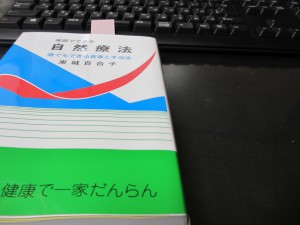 家庭でできる
自然療法
誰でもできる食事と手当法
東城百合子
健康で一家だんらん